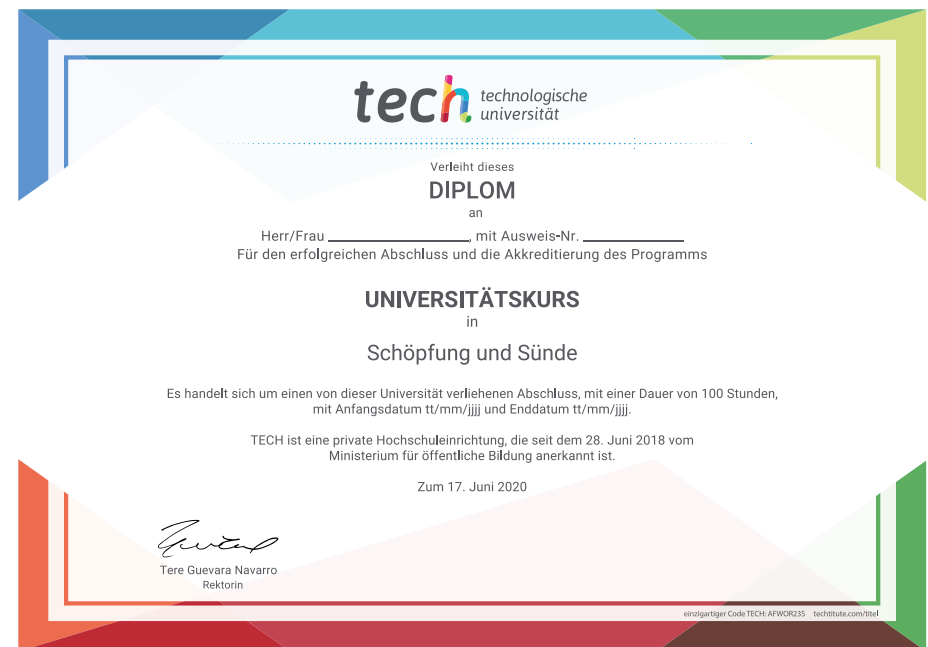 tech technologische
universität
Verleiht dieses
DIPLOM
an
Herr/Frau ____________________, mit Ausweis-Nr. ______________
Für den erfolgreichen Abschluss und die Akkreditierung des Programms
UNIVERSITÄTSKURS
in
Schöpfung und Sünde
Es handelt sich um einen von dieser Universität verliehenen Abschluss, mit einer Dauer von 100 Stunden,
mit Anfangsdatum tt/mm/jjjj und Enddatum tt/mm/jjjj.
TECH ist eine private Hochschuleinrichtung, die seit dem 28. Juni 2018 vom
Ministerium für öffentliche Bildung anerkannt ist.
Zum 17. Juni 2020
Tere Guevara Navarro
Rektorin
einzigartiger Code TECH: AFWOR23S techtitute.com/titel